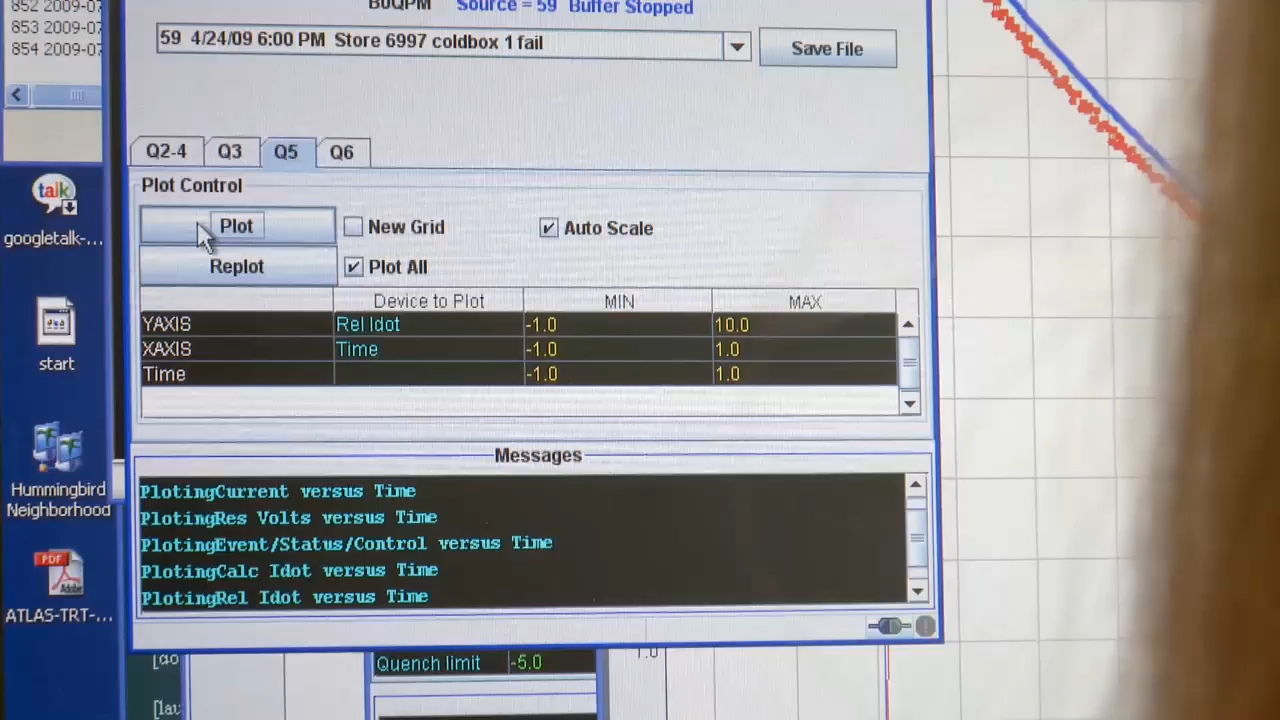 852 2009-07
853 2009-07
854 2009-07
B0QPM Source = 59 Buffer Stopped
59 4/24/09 6:00 PM Store 6997 coldbox 1 fail
Save File
Q2-4 Q3 Q5 Q6
Plot Control
Plot New Grid Auto Scale
Replot Plot All
Device to Plot MIN MAX
YAXIS Rel Idot -1.0 10.0
XAXIS Time -1.0 1.0
Time -1.0 1.0
Messages
PlotingCurrent versus Time
PlotingRes Volts versus Time
PlotingEvent/Status/Control versus Time
PlotingCalc Idot versus Time
PlotingRel Idot versus Time
talk
googletalk-...
start
Hummingbird
Neighborhood
PDF
Adobe
ATLAS-TRT-...
[do
Quench limit -5.0
1.0
[lau